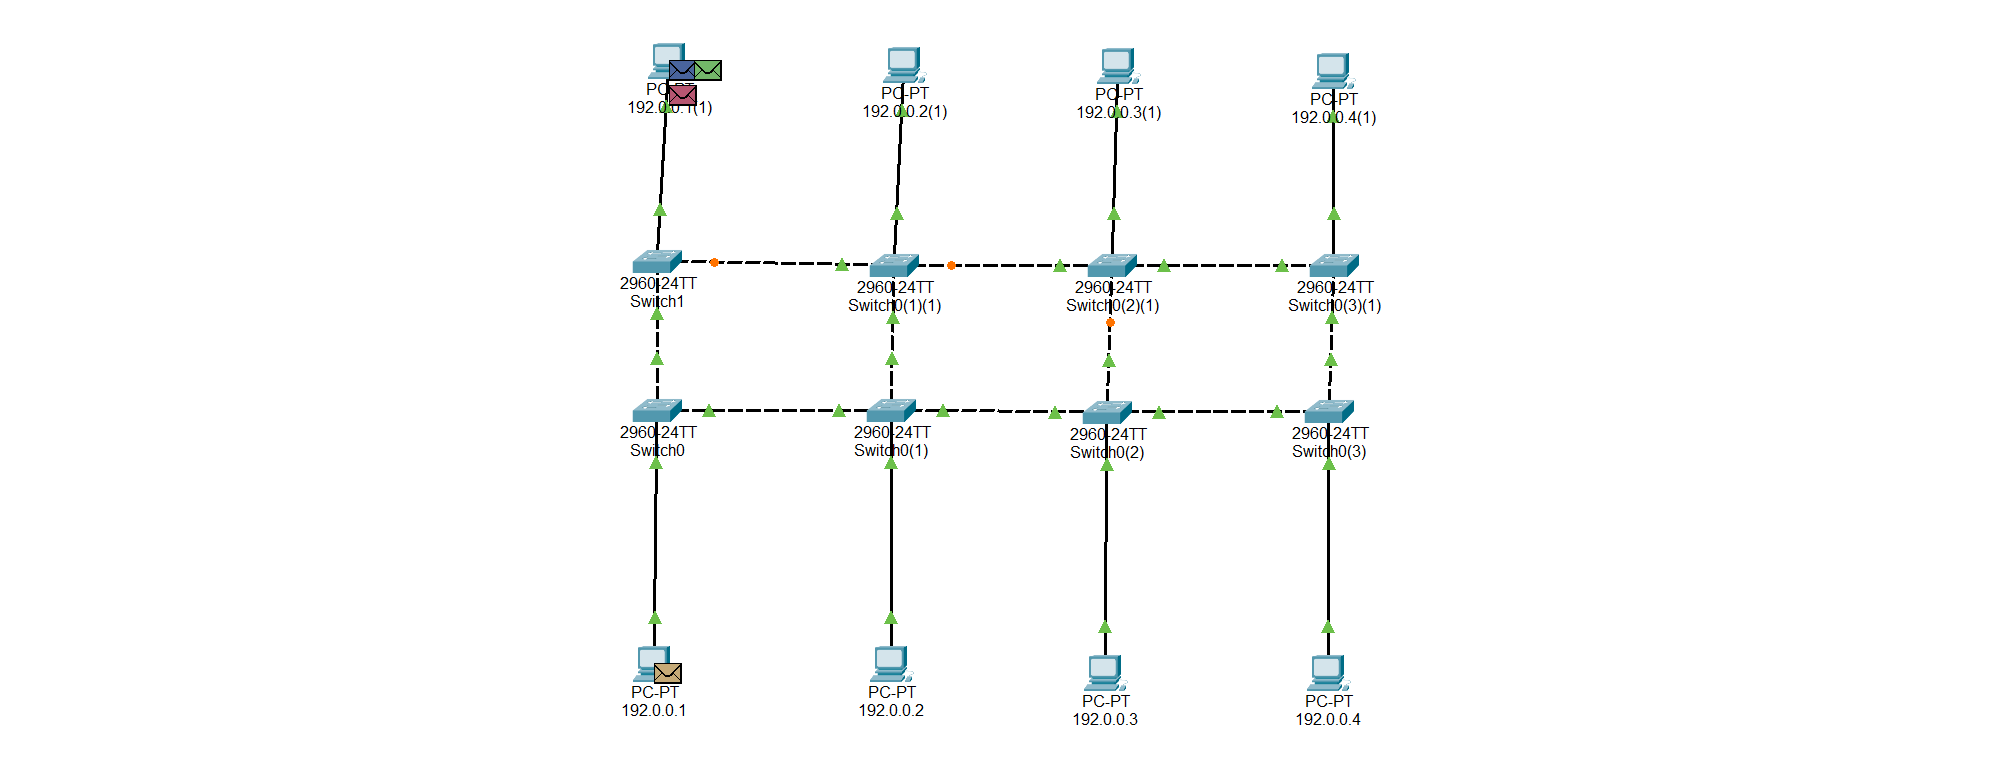 PC-PT
192.0.0.1(1)
PC-PT
192.0.0.2(1)
PC-PT
192.0.0.3(1)
PC-PT
192.0.0.4(1)
2960-24TT
Switch1
2960-24TT
Switch0(1)(1)
2960-24TT
Switch0(2)(1)
2960-24TT
Switch0(3)(1)
2960-24TT
Switch0
2960-24TT
Switch0(1)
2960-24TT
Switch0(2)
2960-24TT
Switch0(3)
PC-PT
192.0.0.1
PC-PT
192.0.0.2
PC-PT
192.0.0.3
PC-PT
192.0.0.4